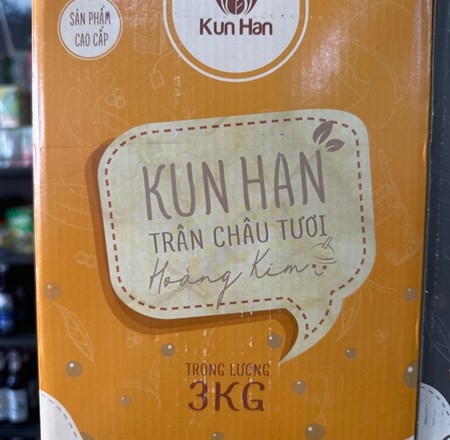 SẢN PHẨM
CAO CẤP
Kun Han
KUN HAN
TRÂN CHÂU TƯƠI
Hoàng Kim
TRỌNG LƯỢNG
3KG